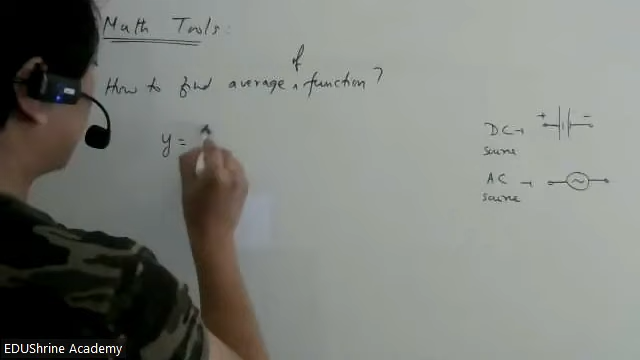 Math Tools:
How to find average of function?
y =
DC→
+ -
source
AC →
source
~
EDUShrine Academy